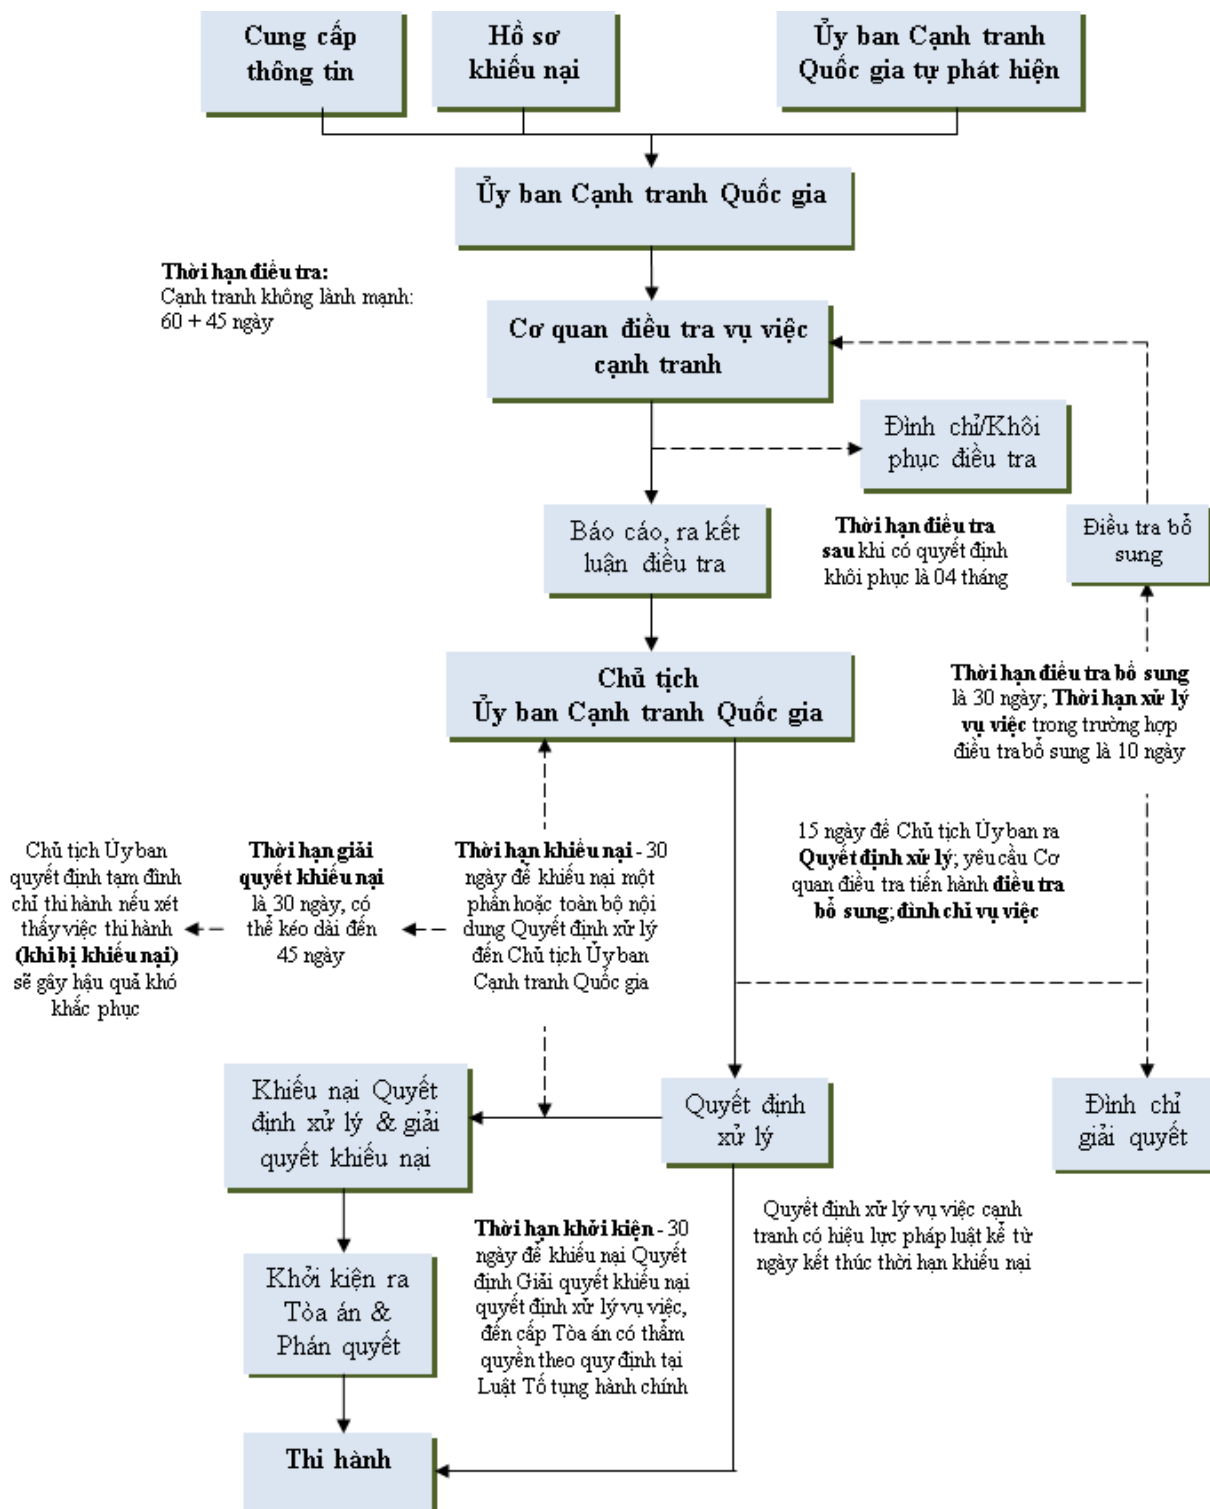 Cung cấp
thông tin
Hồ sơ
khiếu nại
Ủy ban Cạnh tranh
Quốc gia tự phát hiện
Ủy ban Cạnh tranh Quốc gia
Thời hạn điều tra:
Cạnh tranh không lành mạnh:
60 + 45 ngày
Cơ quan điều tra vụ việc
cạnh tranh
Đình chỉ/Khôi
phục điều tra
Báo cáo, ra kết
luận điều tra
Thời hạn điều tra
sau khi có quyết định
khôi phục là 04 tháng
Điều tra bổ
sung
Chủ tịch
Ủy ban Cạnh tranh Quốc gia
Thời hạn điều tra bổ sung
là 30 ngày; Thời hạn xử lý
vụ việc trong trường hợp
điều tra bổ sung là 10 ngày
Chủ tịch Ủy ban
quyết định tạm đình
chỉ thi hành nếu xét
thấy việc thi hành
(khi bị khiếu nại)
sẽ gây hậu quả khó
khắc phục
Thời hạn giải
quyết khiếu nại
là 30 ngày, có
thể kéo dài đến
45 ngày
Thời hạn khiếu nại - 30
ngày để khiếu nại một
phần hoặc toàn bộ nội
dung Quyết định xử lý
đến Chủ tịch Ủy ban
Cạnh tranh Quốc gia
15 ngày để Chủ tịch Ủy ban ra
Quyết định xử lý; yêu cầu Cơ
quan điều tra tiến hành điều tra
bổ sung; đình chỉ vụ việc
Khiếu nại Quyết
định xử lý & giải
quyết khiếu nại
Quyết định
xử lý
Đình chỉ
giải quyết
Thời hạn khởi kiện - 30
ngày để khiếu nại Quyết
định Giải quyết khiếu nại
quyết định xử lý vụ việc,
đến cấp Tòa án có thẩm
quyền theo quy định tại
Luật Tố tụng hành chính
Quyết định xử lý vụ việc cạnh
tranh có hiệu lực pháp luật kể từ
ngày kết thúc thời hạn khiếu nại
Khởi kiện ra
Tòa án &
Phán quyết
Thi hành